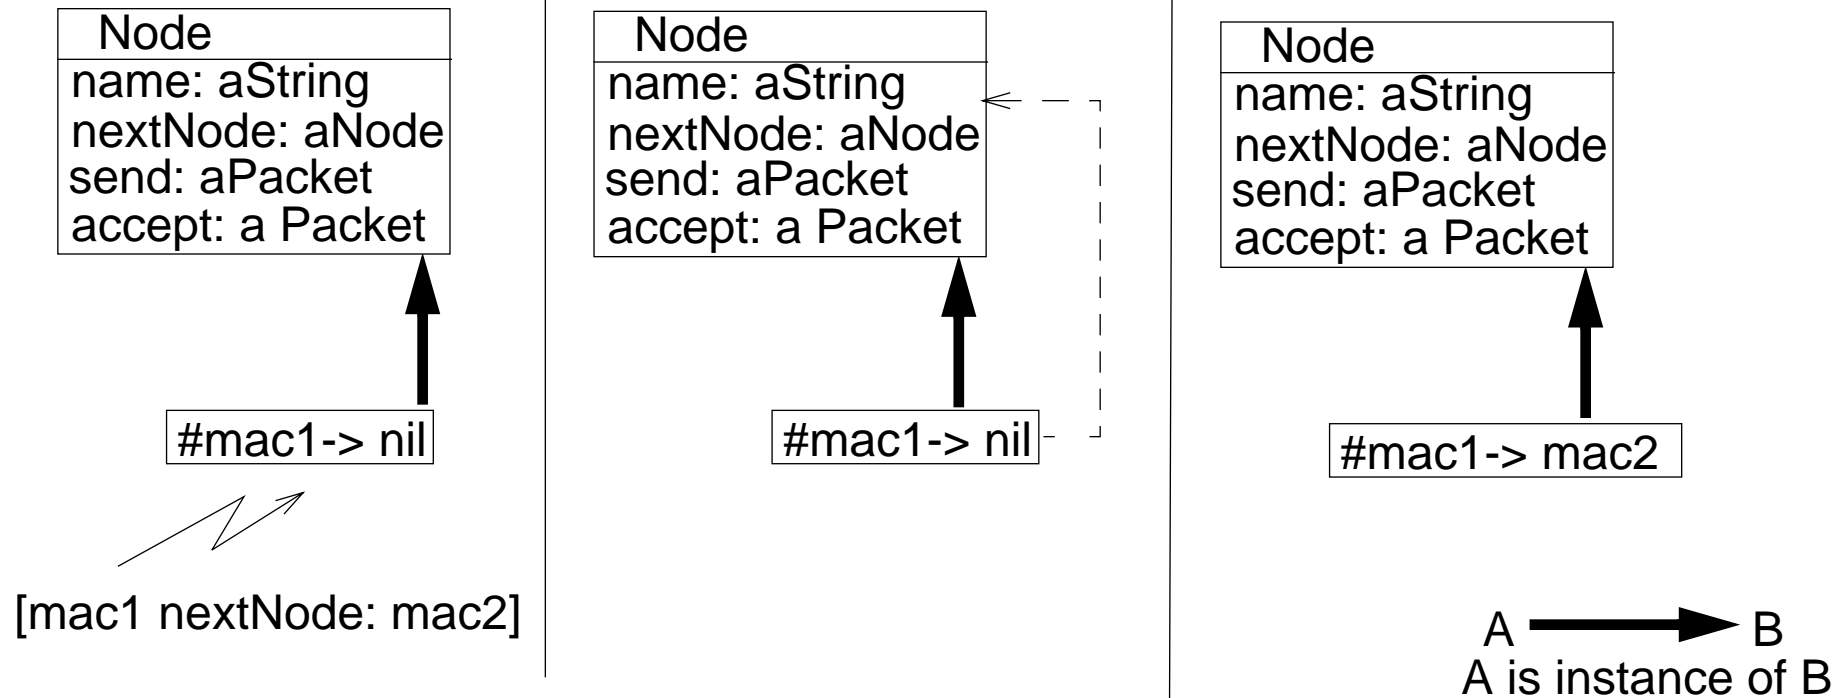 Node
name: aString
nextNode: aNode
send: aPacket
accept: a Packet
#mac1-> nil
[mac1 nextNode: mac2]
Node
name: aString
nextNode: aNode
send: aPacket
accept: a Packet
#mac1-> nil
Node
name: aString
nextNode: aNode
send: aPacket
accept: a Packet
#mac1-> mac2
A B
A is instance of B